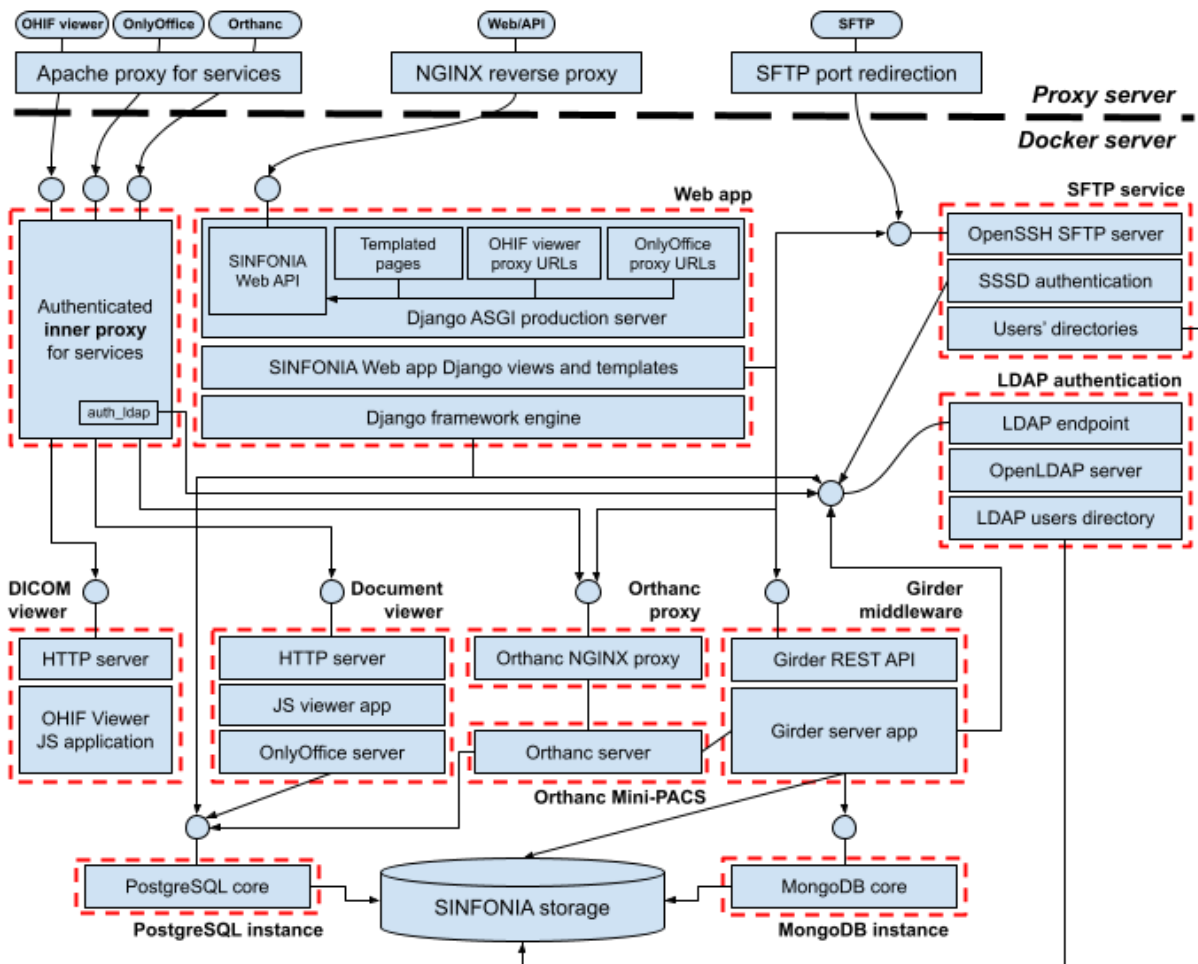 OHIF viewer
OnlyOffice
Orthanc
Web/API
SFTP
Apache proxy for services
NGINX reverse proxy
SFTP port redirection
Proxy server
Docker server
Web app
SFTP service
Authenticated
inner proxy
for services
auth_ldap
SINFONIA
Web API
Templated
pages
OHIF viewer
proxy URLs
OnlyOffice
proxy URLs
Django ASGI production server
SINFONIA Web app Django views and templates
Django framework engine
OpenSSH SFTP server
SSSD authentication
Users' directories
LDAP authentication
LDAP endpoint
OpenLDAP server
LDAP users directory
DICOM
viewer
Document
viewer
Orthanc
proxy
Girder
middleware
HTTP server
OHIF Viewer
JS application
HTTP server
JS viewer app
OnlyOffice server
Orthanc NGINX proxy
Orthanc server
Orthanc Mini-PACS
Girder REST API
Girder server app
PostgreSQL core
PostgreSQL instance
SINFONIA storage
MongoDB core
MongoDB instance